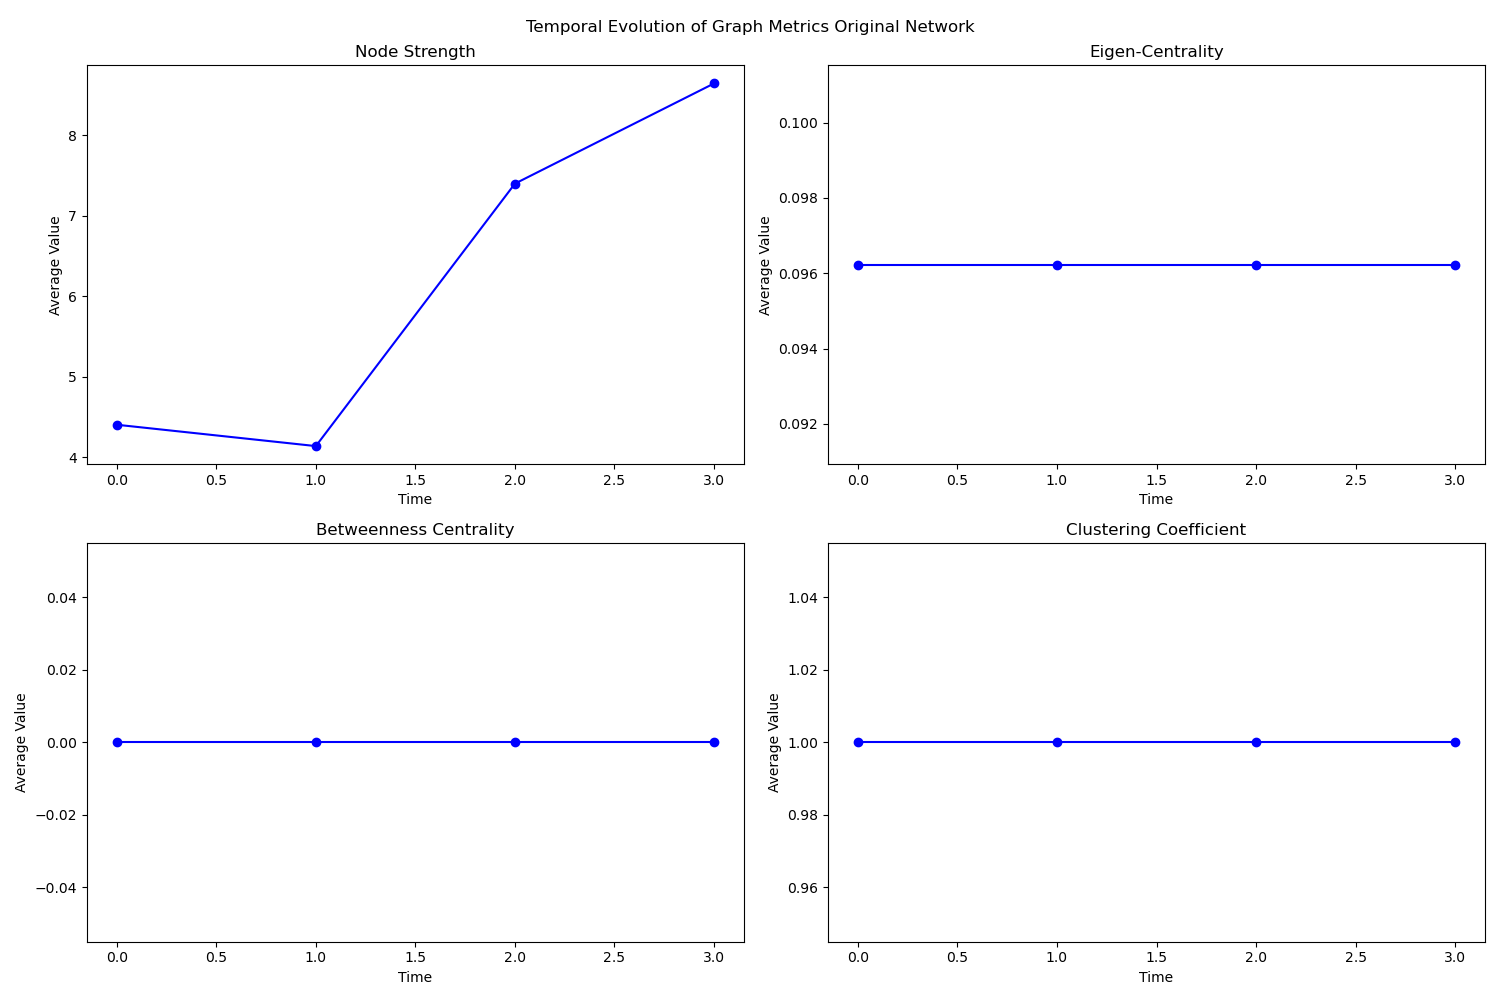 Temporal Evolution of Graph Metrics Original Network
Node Strength
Average Value
8
7
6
5
4
0.0 0.5 1.0 1.5 2.0 2.5 3.0
Time
Eigen-Centrality
Average Value
0.100
0.098
0.096
0.094
0.092
0.0 0.5 1.0 1.5 2.0 2.5 3.0
Time
Betweenness Centrality
Average Value
0.04
0.02
0.00
−0.02
−0.04
0.0 0.5 1.0 1.5 2.0 2.5 3.0
Time
Clustering Coefficient
Average Value
1.04
1.02
1.00
0.98
0.96
0.0 0.5 1.0 1.5 2.0 2.5 3.0
Time